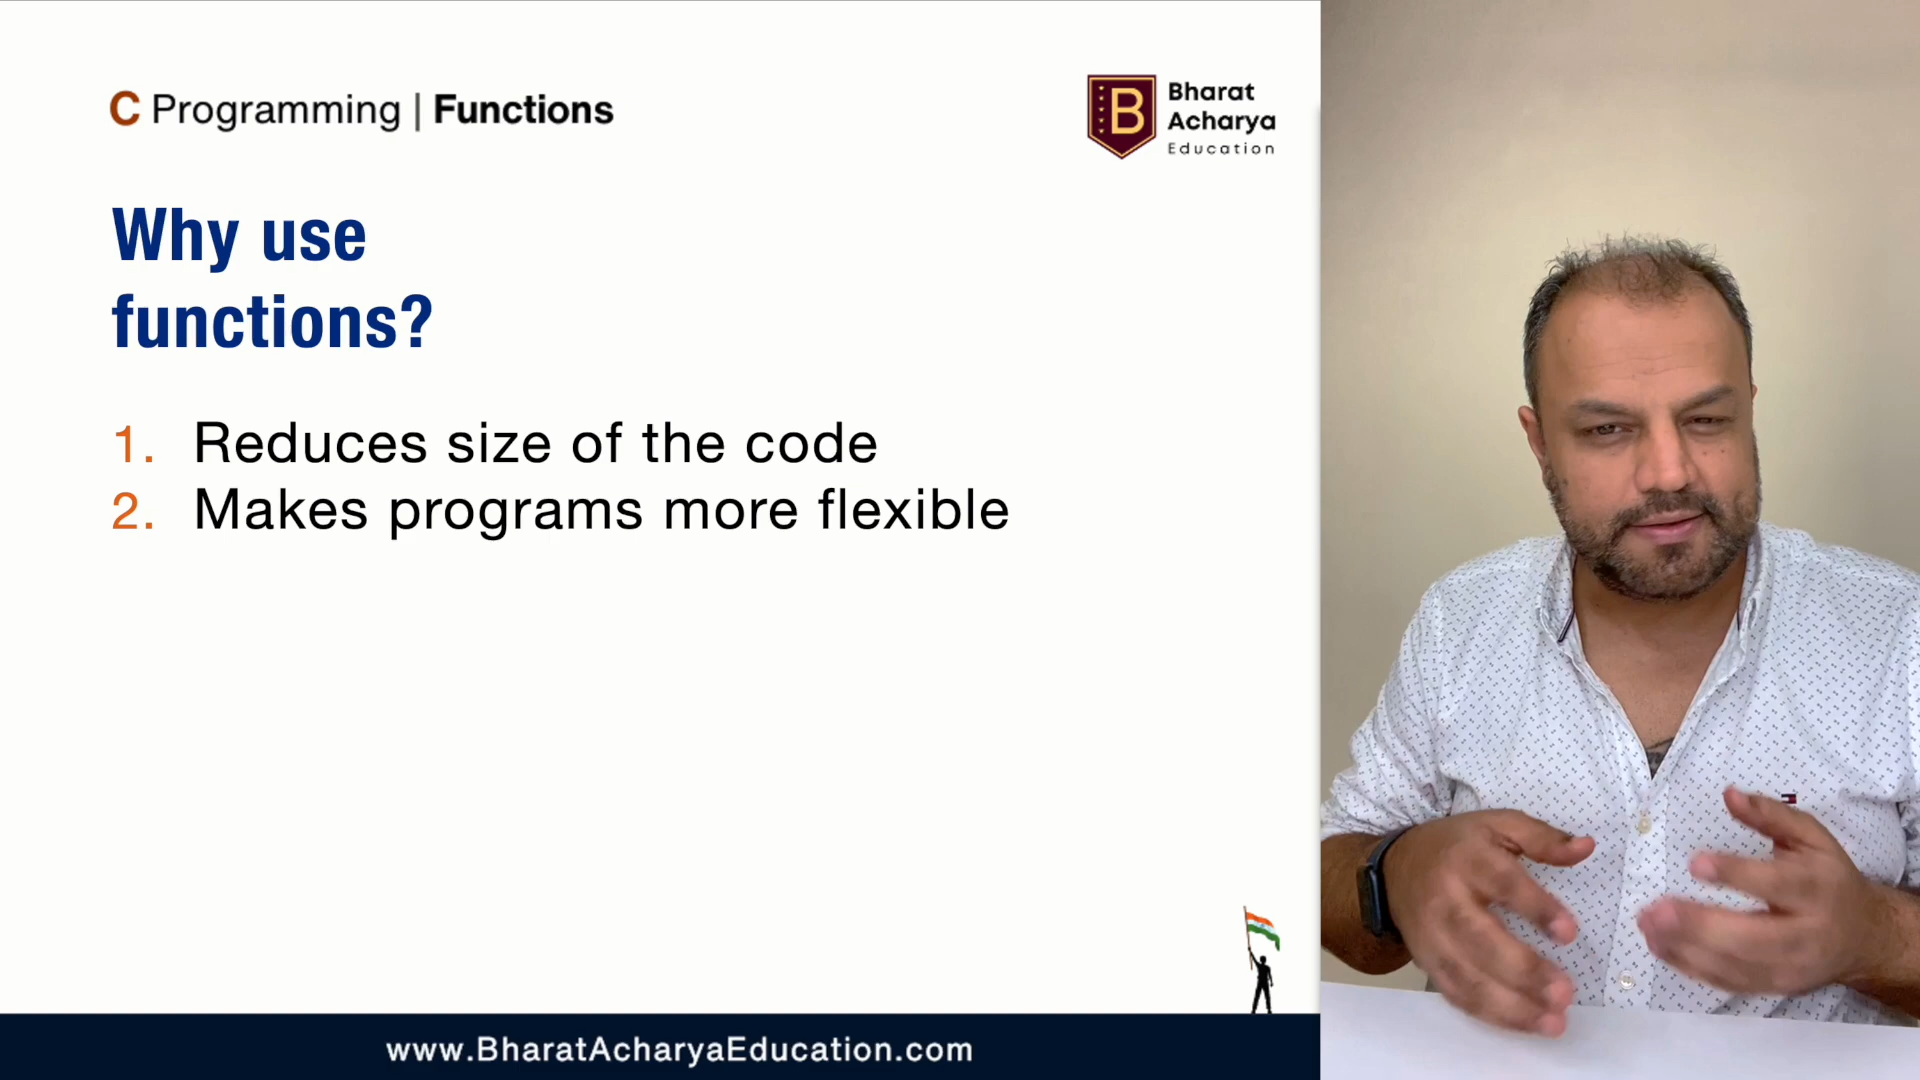 C Programming | Functions
Bharat
Acharya
Education
Why use
functions?
1. Reduces size of the code
2. Makes programs more flexible
www.BharatAcharyaEducation.com